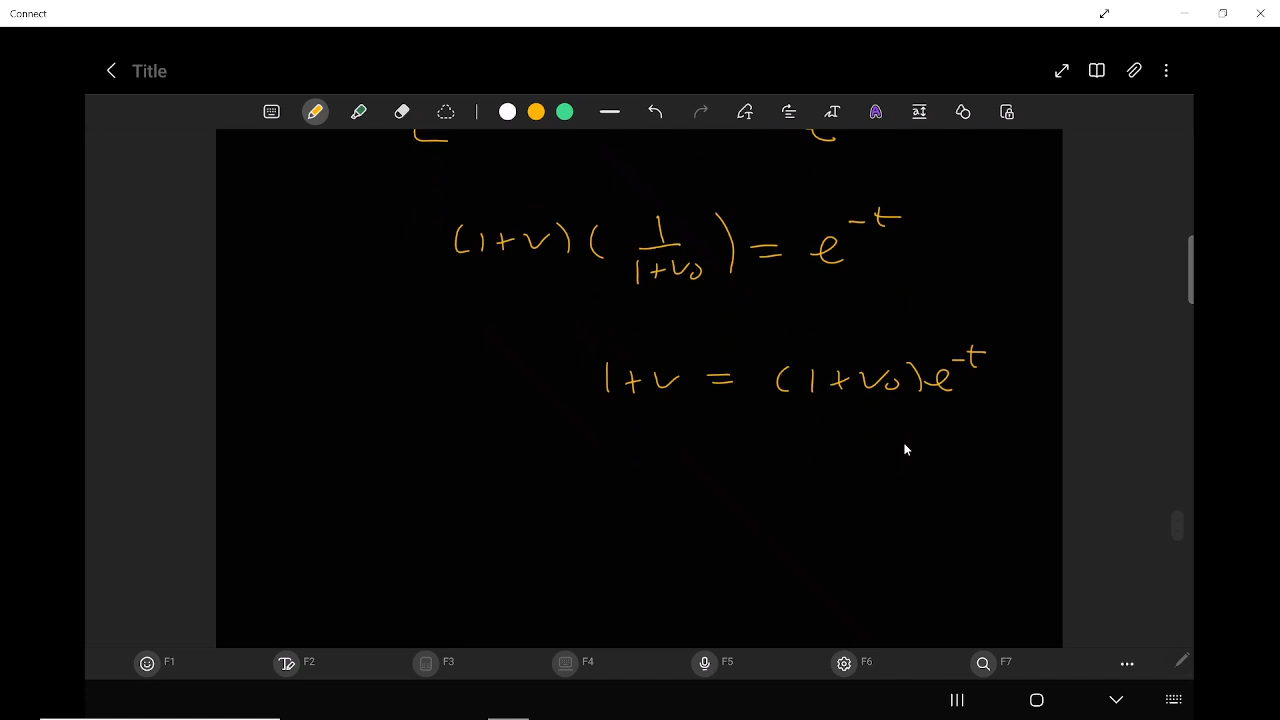 Connect
Title
(1+v)(1/(1+v₀)) = e^(-t)
1+v = (1+v₀)e^(-t)
F1 F2 F3 F4 F5 F6 F7